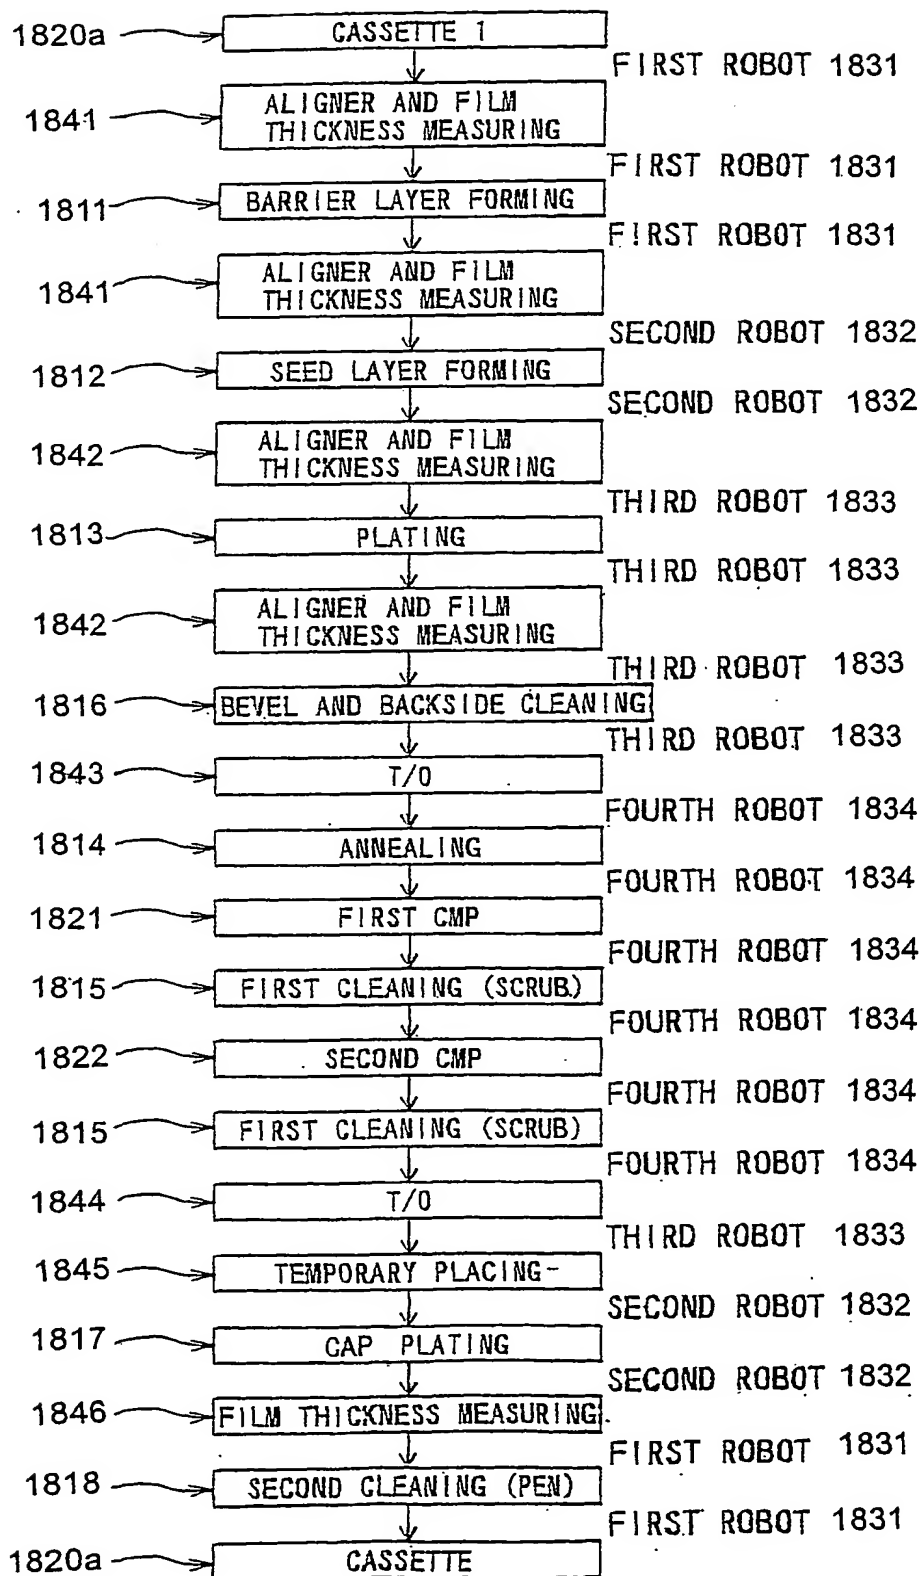 1820a
CASSETTE 1
FIRST ROBOT 1831
1841
ALIGNER AND FILM
THICKNESS MEASURING
FIRST ROBOT 1831
1811
BARRIER LAYER FORMING
FIRST ROBOT 1831
1841
ALIGNER AND FILM
THICKNESS MEASURING
SECOND ROBOT 1832
1812
SEED LAYER FORMING
SECOND ROBOT 1832
1842
ALIGNER AND FILM
THICKNESS MEASURING
THIRD ROBOT 1833
1813
PLATING
THIRD ROBOT 1833
1842
ALIGNER AND FILM
THICKNESS MEASURING
THIRD ROBOT 1833
1816
BEVEL AND BACKSIDE CLEANING
THIRD ROBOT 1833
1843
T/O
FOURTH ROBOT 1834
1814
ANNEALING
FOURTH ROBOT 1834
1821
FIRST CMP
FOURTH ROBOT 1834
1815
FIRST CLEANING (SCRUB)
FOURTH ROBOT 1834
1822
SECOND CMP
FOURTH ROBOT 1834
1815
FIRST CLEANING (SCRUB)
FOURTH ROBOT 1834
1844
T/O
THIRD ROBOT 1833
1845
TEMPORARY PLACING-
SECOND ROBOT 1832
1817
CAP PLATING
SECOND ROBOT 1832
1846
FILM THICKNESS MEASURING
FIRST ROBOT 1831
1818
SECOND CLEANING (PEN)
FIRST ROBOT 1831
1820a
CASSETTE